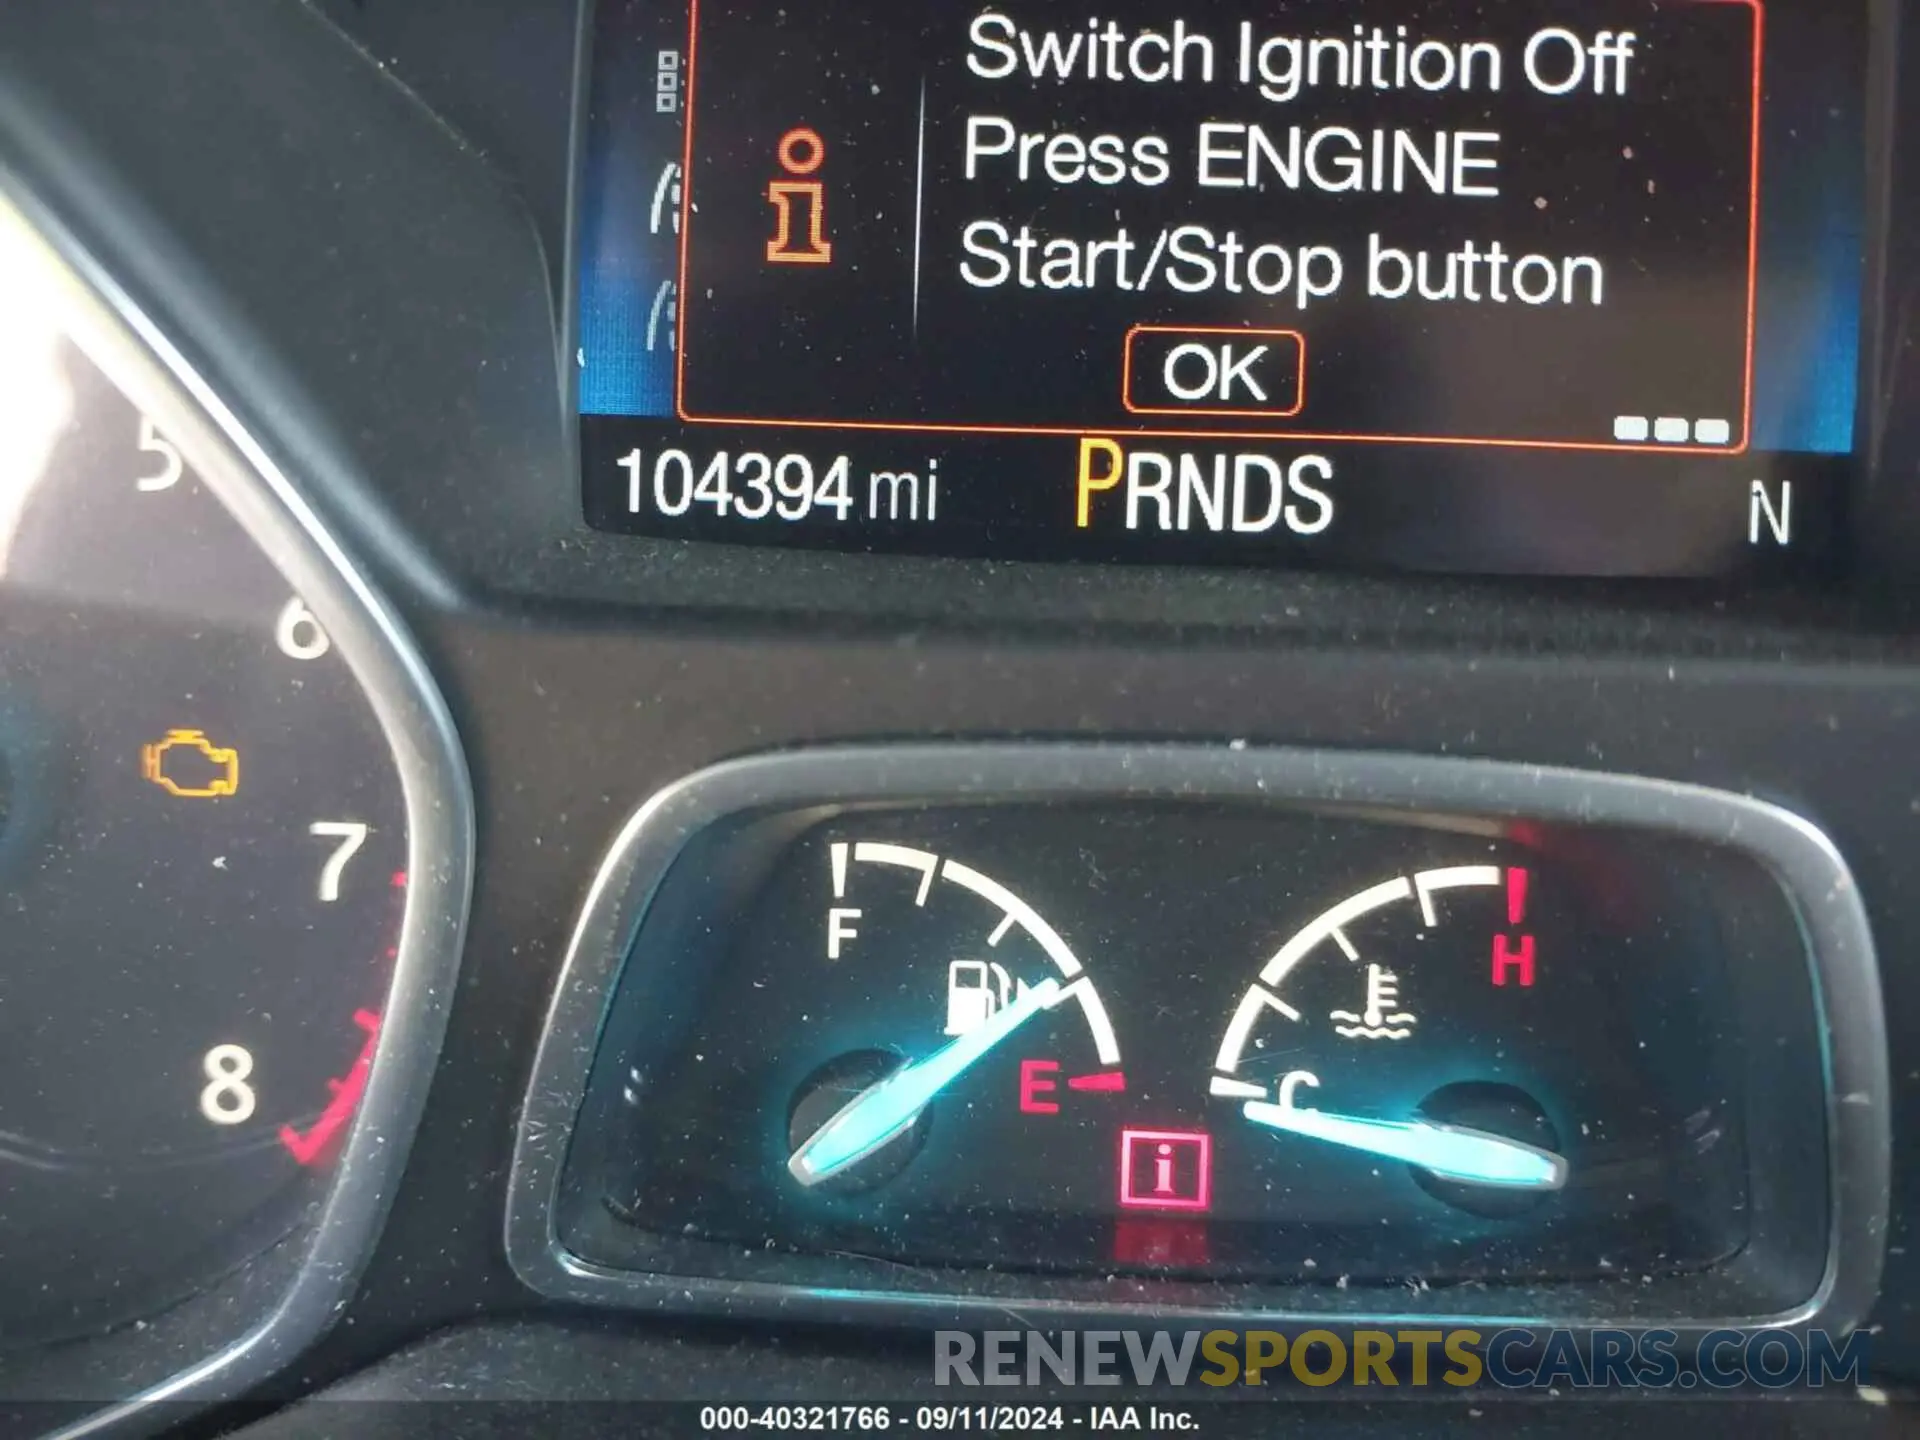 Switch Ignition Off
Press ENGINE
Start/Stop button
OK
104394 mi PRNDS N
5
6
7
8
F
E
H
C
i
RENEWSPORTSCARS.COM
000-40321766 - 09/11/2024 - IAA Inc.